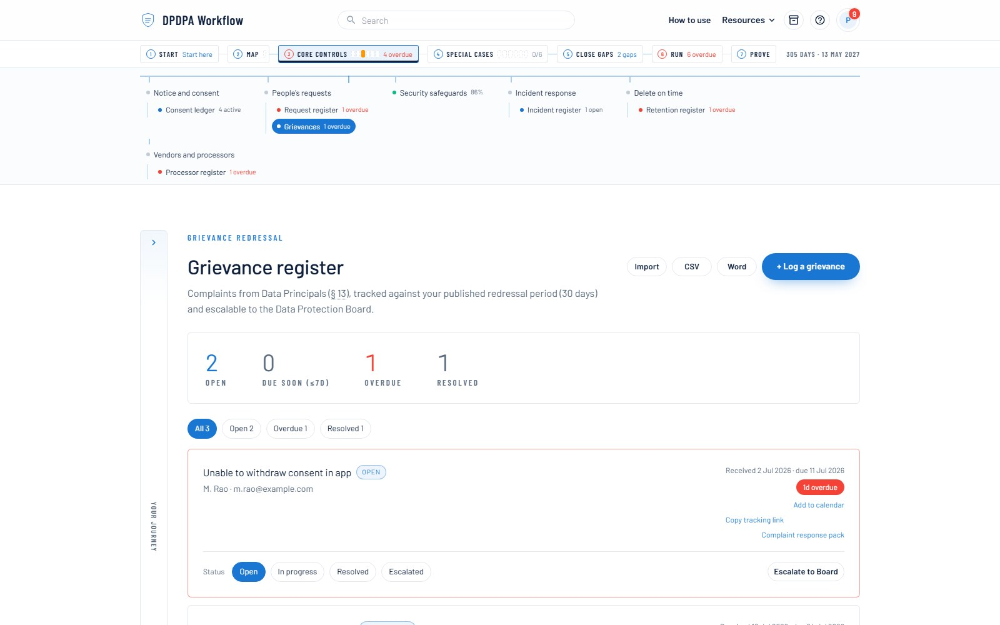 DPDPA Workflow
Search
How to use
Resources
9
P
1 START Start here
2 MAP
3 CORE CONTROLS 4 overdue
4 SPECIAL CASES 0/6
5 CLOSE GAPS 2 gaps
6 RUN 6 overdue
7 PROVE
305 DAYS · 13 MAY 2027
Notice and consent
People's requests
Security safeguards 86%
Incident response
Delete on time
Consent ledger 4 active
Request register 1 overdue
Incident register 1 open
Retention register 1 overdue
Grievances 1 overdue
Vendors and processors
Processor register 1 overdue
YOUR JOURNEY
GRIEVANCE REDRESSAL
Grievance register
Import
CSV
Word
+ Log a grievance
Complaints from Data Principals (§ 13), tracked against your published redressal period (30 days)
and escalable to the Data Protection Board.
2 0 1 1
OPEN DUE SOON (≤7D) OVERDUE RESOLVED
All 3 Open 2 Overdue 1 Resolved 1
Unable to withdraw consent in app OPEN
M. Rao · m.rao@example.com
Received 2 Jul 2026 · due 11 Jul 2026
1d overdue
Add to calendar
Copy tracking link
Complaint response pack
Status Open In progress Resolved Escalated
Escalate to Board